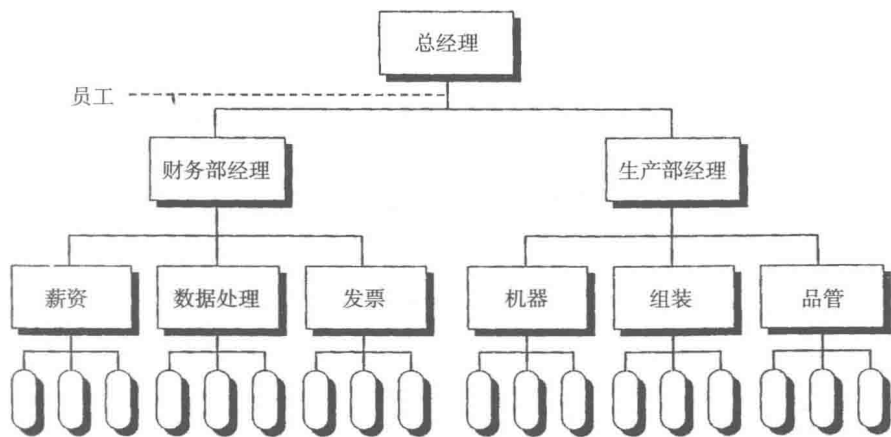 总经理
员工
财务部经理
生产部经理
薪资
数据处理
发票
机器
组装
品管